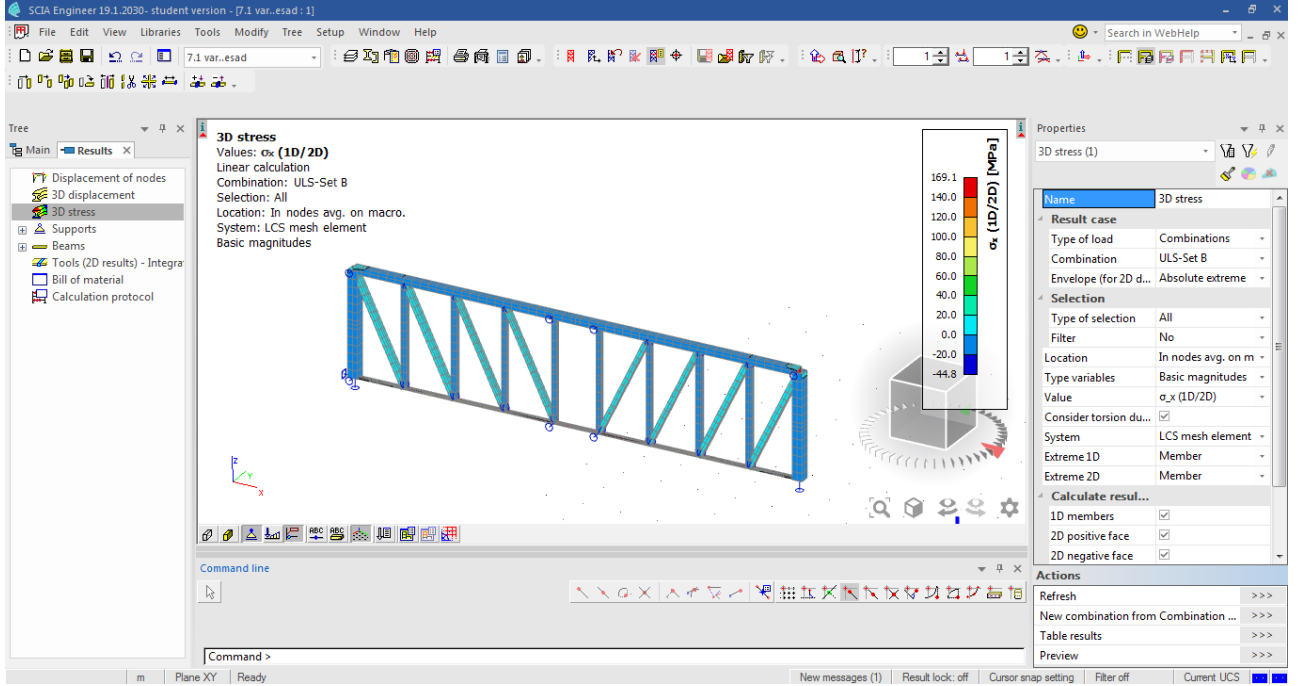 SCIA Engineer 19.1.2030- student version - [7.1 var..esad : 1]
File Edit View Libraries Tools Modify Tree Setup Window Help
Search in WebHelp
7.1 var..esad
1
1
Tree
Main
Results
Displacement of nodes
3D displacement
3D stress
Supports
Beams
Tools (2D results) - Integra
Bill of material
Calculation protocol
3D stress
Values: σx (1D/2D)
Linear calculation
Combination: ULS-Set B
Selection: All
Location: In nodes avg. on macro.
System: LCS mesh element
Basic magnitudes
169.1
140.0
120.0
100.0
80.0
60.0
40.0
20.0
0.0
-20.0
-44.8
σx (1D/2D) [MPa]
z
y
x
ABC ABC
Command line
Command >
Properties
3D stress (1)
Name 3D stress
Result case
Type of load Combinations
Combination ULS-Set B
Envelope (for 2D d... Absolute extreme
Selection
Type of selection All
Filter No
Location In nodes avg. on m
Type variables Basic magnitudes
Value σ_x (1D/2D)
Consider torsion du...
System LCS mesh element
Extreme 1D Member
Extreme 2D Member
Calculate resul...
1D members
2D positive face
2D negative face
Actions
Refresh >>>
New combination from Combination ... >>>
Table results >>>
Preview >>>
m Plane XY Ready New messages (1) Result lock: off Cursor snap setting Filter off Current UCS